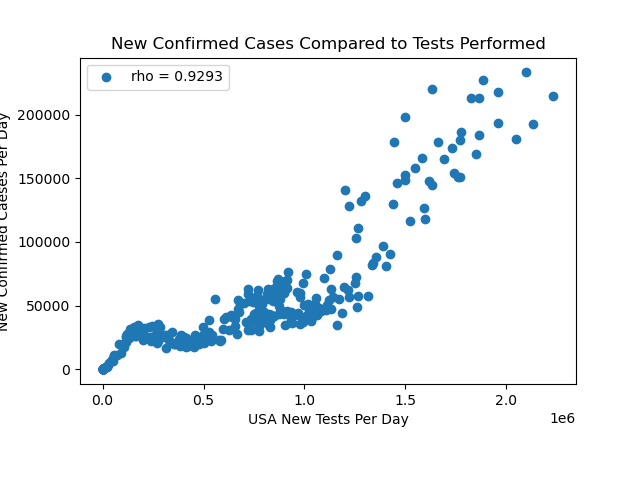 New Confirmed Cases Compared to Tests Performed
rho = 0.9293
200000
150000
100000
50000
0
New Confirmed Caeses Per Day
0.0 0.5 1.0 1.5 2.0
1e6
USA New Tests Per Day